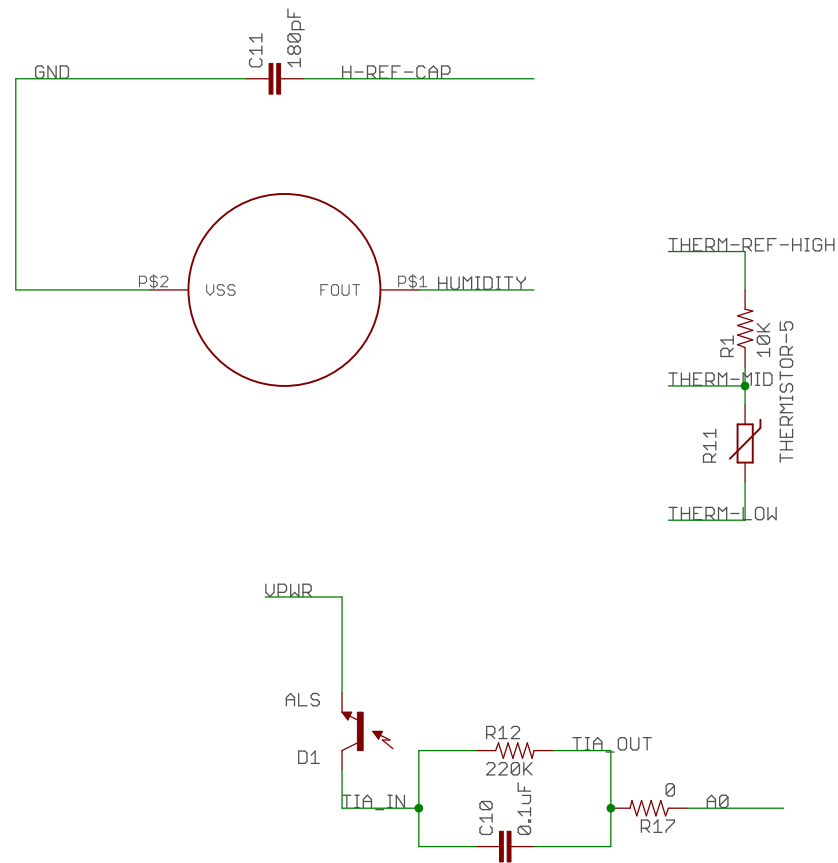 C11
180pF
GND
H-REF-CAP
P$2
VSS
FOUT
P$1
HUMIDITY
THERM-REF-HIGH
R1
10K
THERM-MID
R11
THERMISTOR-5
THERM-LOW
VPWR
ALS
D1
TIA_IN
R12
220K
TIA_OUT
C10
0.1uF
0
R17
A0